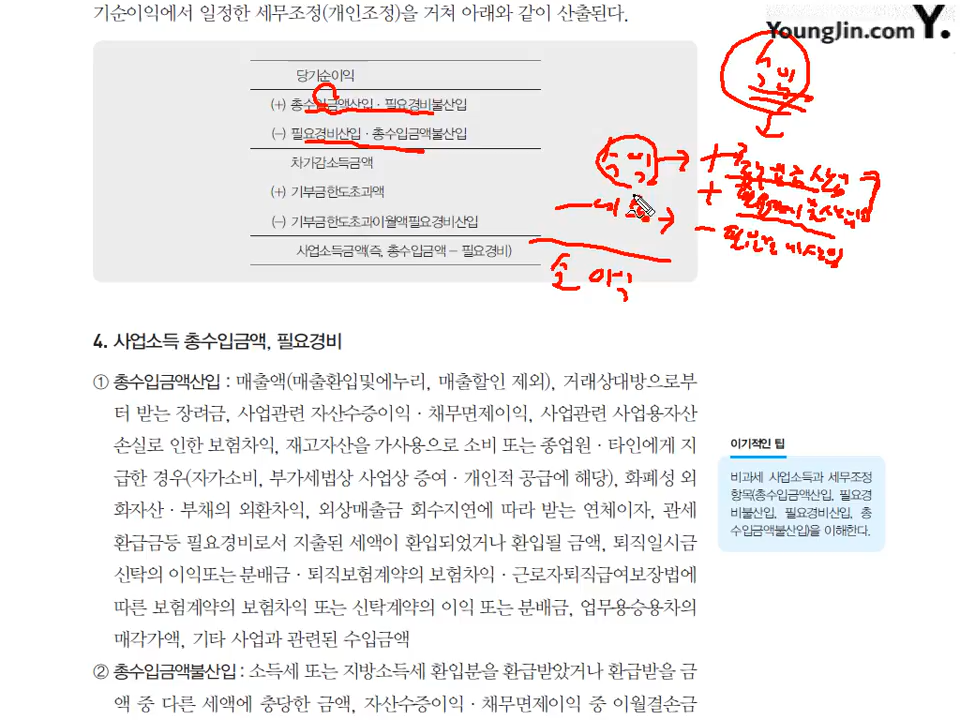 기순이익에서 일정한 세무조정(개인조정)을 거쳐 아래와 같이 산출된다.
YoungJin.com Y.
당기순이익
(+) 총수입금액산입 · 필요경비불산입
(−) 필요경비산입 · 총수입금액불산입
차가감소득금액
(+) 기부금한도초과액
(−) 기부금한도초과이월액필요경비산입
사업소득금액(즉, 총수입금액 − 필요경비)
4. 사업소득 총수입금액, 필요경비
① 총수입금액산입 : 매출액(매출환입및에누리, 매출할인 제외), 거래상대방으로부
터 받는 장려금, 사업관련 자산수증이익 · 채무면제이익, 사업관련 사업용자산
손실로 인한 보험차익, 재고자산을 가사용으로 소비 또는 종업원 · 타인에게 지
급한 경우(자가소비, 부가세법상 사업상 증여 · 개인적 공급에 해당), 화폐성 외
화자산 · 부채의 외환차익, 외상매출금 회수지연에 따라 받는 연체이자, 관세
환급금등 필요경비로서 지출된 세액이 환입되었거나 환입될 금액, 퇴직일시금
신탁의 이익또는 분배금 · 퇴직보험계약의 보험차익 · 근로자퇴직급여보장법에
따른 보험계약의 보험차익 또는 신탁계약의 이익 또는 분배금, 업무용승용차의
매각가액, 기타 사업과 관련된 수입금액
② 총수입금액불산입 : 소득세 또는 지방소득세 환입분을 환급받았거나 환급받을 금
액 중 다른 세액에 충당한 금액, 자산수증이익 · 채무면제이익 중 이월결손금
이기적인 팁
비과세 사업소득과 세무조정
항목(총수입금액산입, 필요경
비불산입, 필요경비산입, 총
수입금액불산입)을 이해한다.